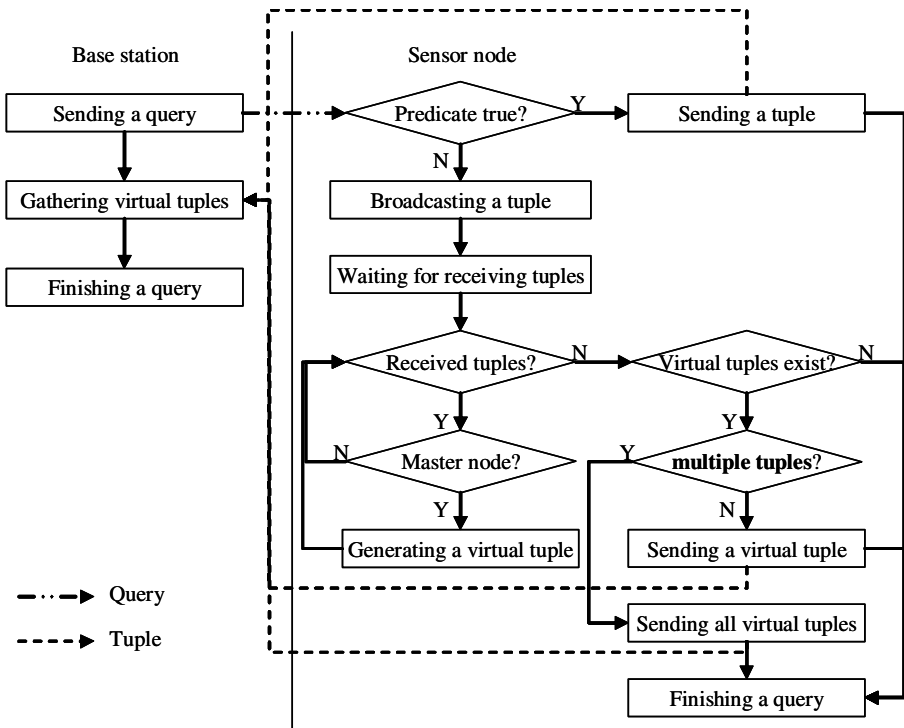 Base station
Sensor node
Sending a query
Predicate true?
Y
Sending a tuple
N
Gathering virtual tuples
Broadcasting a tuple
Finishing a query
Waiting for receiving tuples
Received tuples?
N
Virtual tuples exist?
N
Y
Y
N
Master node?
Y
multiple tuples?
Y
N
Generating a virtual tuple
Sending a virtual tuple
Query
Sending all virtual tuples
Tuple
Finishing a query